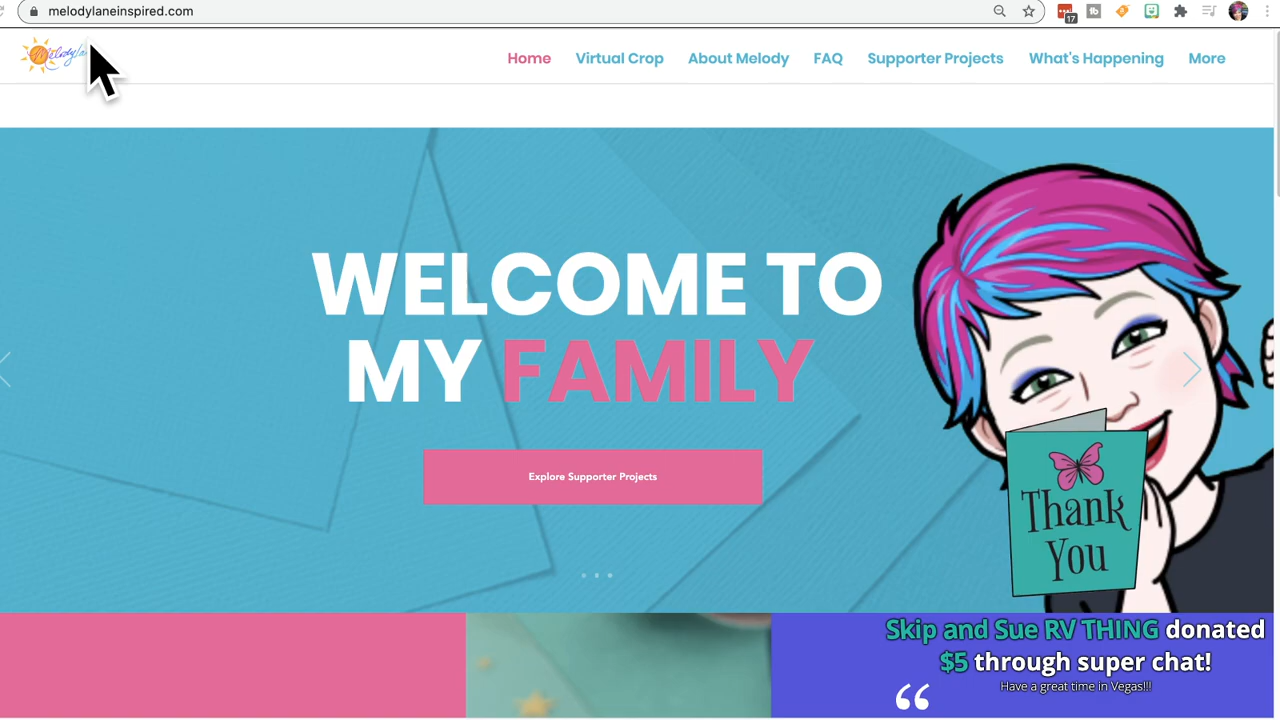 melodylaneinspired.com
17
Home Virtual Crop About Melody FAQ Supporter Projects What's Happening More
WELCOME TO
MY FAMILY
Explore Supporter Projects
Thank
You
Skip and Sue RV THING donated
$5 through super chat!
Have a great time in Vegas!!!
“